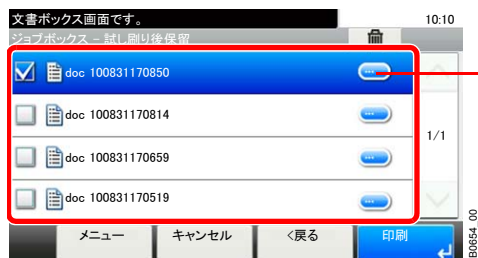 文書ボックス画面です。
10:10
ジョブボックス - 試し刷り後保留
doc 100831170850
doc 100831170814
1/1
doc 100831170659
doc 100831170519
メニュー
キャンセル
<戻る
印刷
B0654_00